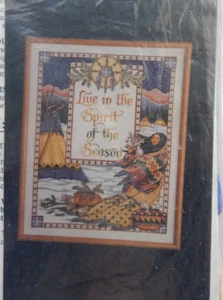 Live in the
Spirit
of the
Season